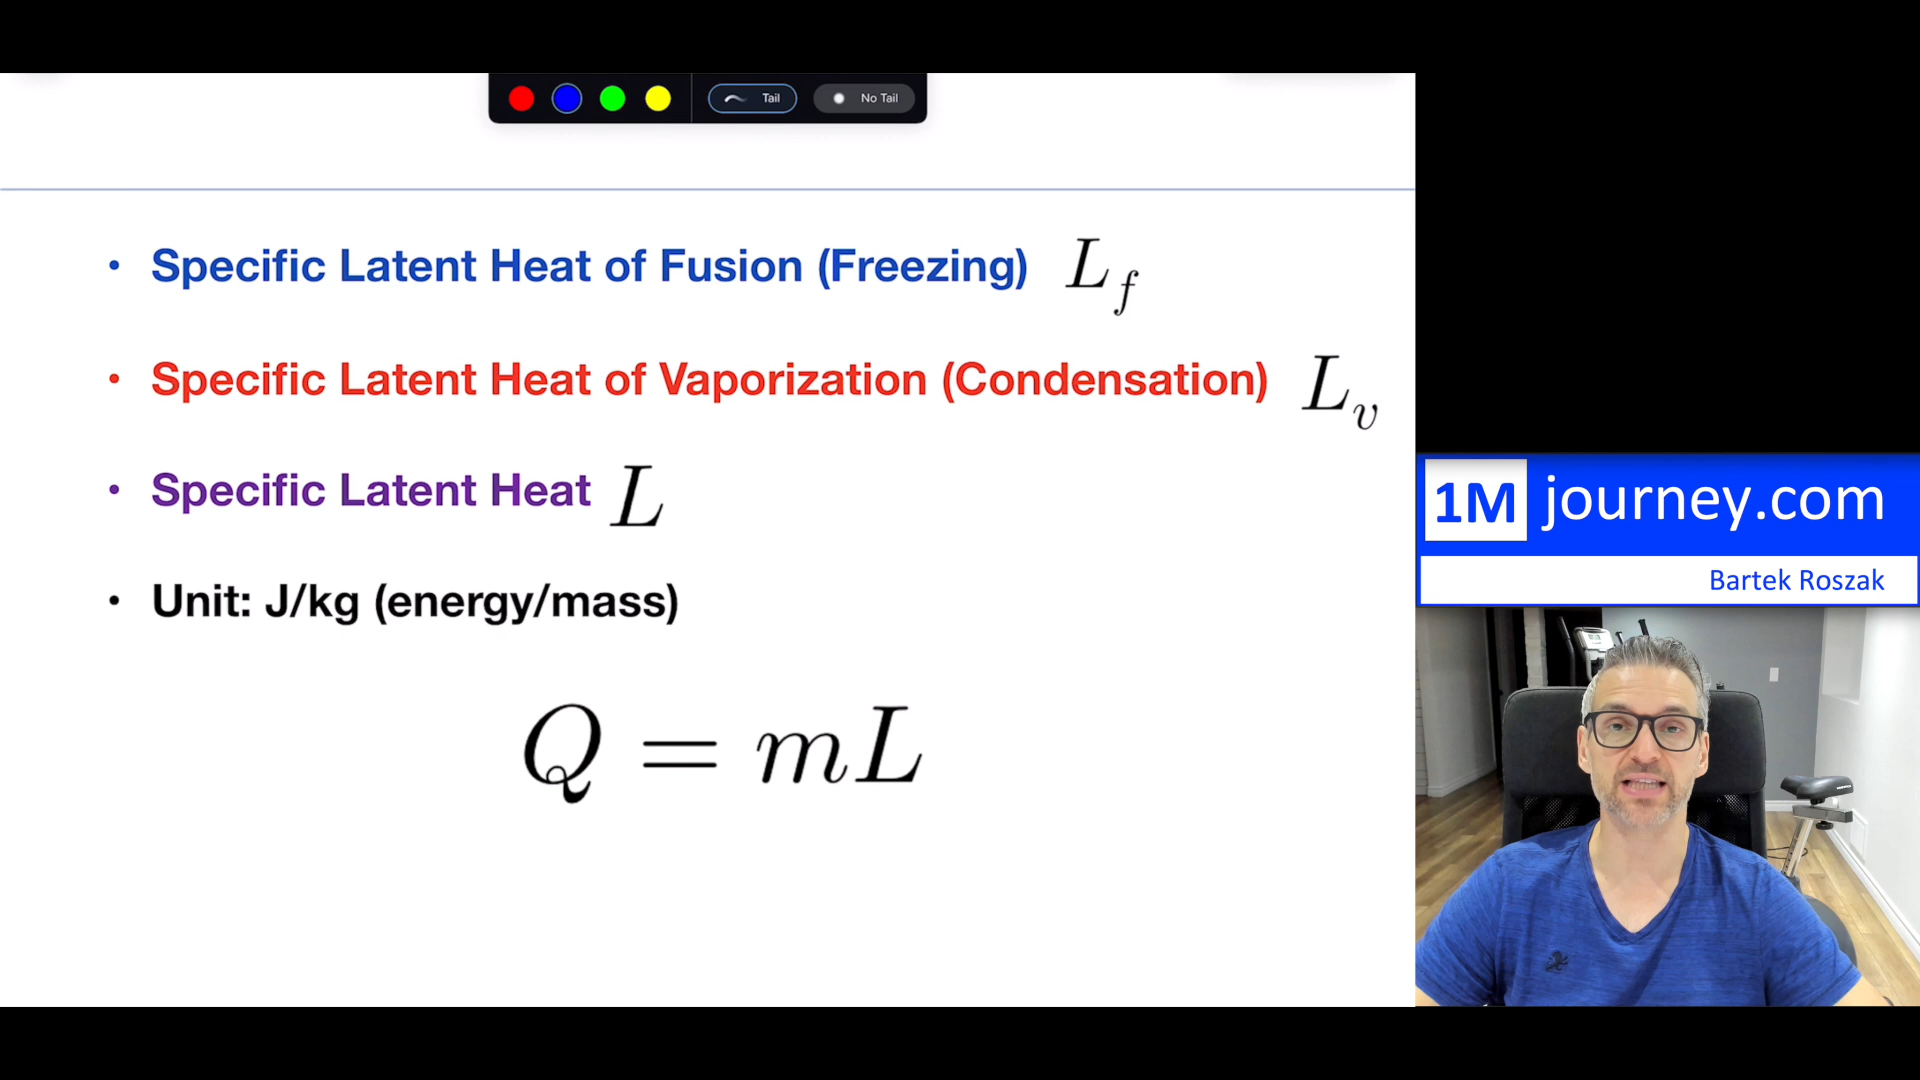 Tail No Tail
• Specific Latent Heat of Fusion (Freezing) L_f
• Specific Latent Heat of Vaporization (Condensation) L_v
• Specific Latent Heat L
• Unit: J/kg (energy/mass)
Q = mL
1M journey.com
Bartek Roszak